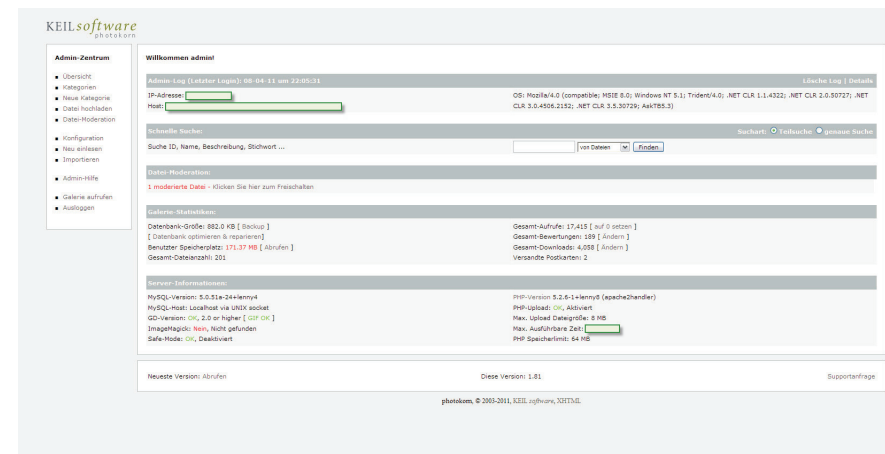 KEILsoftware
photokorn
Admin-Zentrum
Übersicht
Kategorien
Neue Kategorie
Datei hochladen
Datei-Moderation
Konfiguration
Neu einlesen
Importieren
Admin-Hilfe
Galerie aufrufen
Ausloggen
Willkommen admin!
Admin-Log (Letzter Login): 08-04-11 um 22:05:31 Lösche Log | Details
IP-Adresse: OS: Mozilla/4.0 (compatible; MSIE 8.0; Windows NT 5.1; Trident/4.0; .NET CLR 1.1.4322; .NET CLR 2.0.50727; .NET
Host: CLR 3.0.4506.2152; .NET CLR 3.5.30729; AskTB5.3)
Schnelle Suche: Suchart: Teilsuche genaue Suche
Suche ID, Name, Beschreibung, Stichwort ... von Dateien Finden
Datei-Moderation:
1 moderierte Datei - Klicken Sie hier zum Freischalten
Galerie-Statistiken:
Datenbank-Größe: 882.0 KB [ Backup ] Gesamt-Aufrufe: 17,415 [ auf 0 setzen ]
[ Datenbank optimieren & reparieren] Gesamt-Bewertungen: 189 [ Ändern ]
Benutzter Speicherplatz: 171.37 MB [ Abrufen ] Gesamt-Downloads: 4,058 [ Ändern ]
Gesamt-Dateianzahl: 201 Versandte Postkarten: 2
Server-Informationen:
MySQL-Version: 5.0.51a-24+lenny4 PHP-Version 5.2.6-1+lenny8 (apache2handler)
MySQL-Host: Localhost via UNIX socket PHP-Upload: OK, Aktiviert
GD-Version: OK, 2.0 or higher [ GIF OK ] Max. Upload Dateigröße: 8 MB
ImageMagick: Nein, Nicht gefunden Max. Ausführbare Zeit:
Safe-Mode: OK, Deaktiviert PHP Speicherlimit: 64 MB
Neueste Version: Abrufen Diese Version: 1.81 Supportanfrage
photokorn, © 2003-2011, KEIL software, XHTML